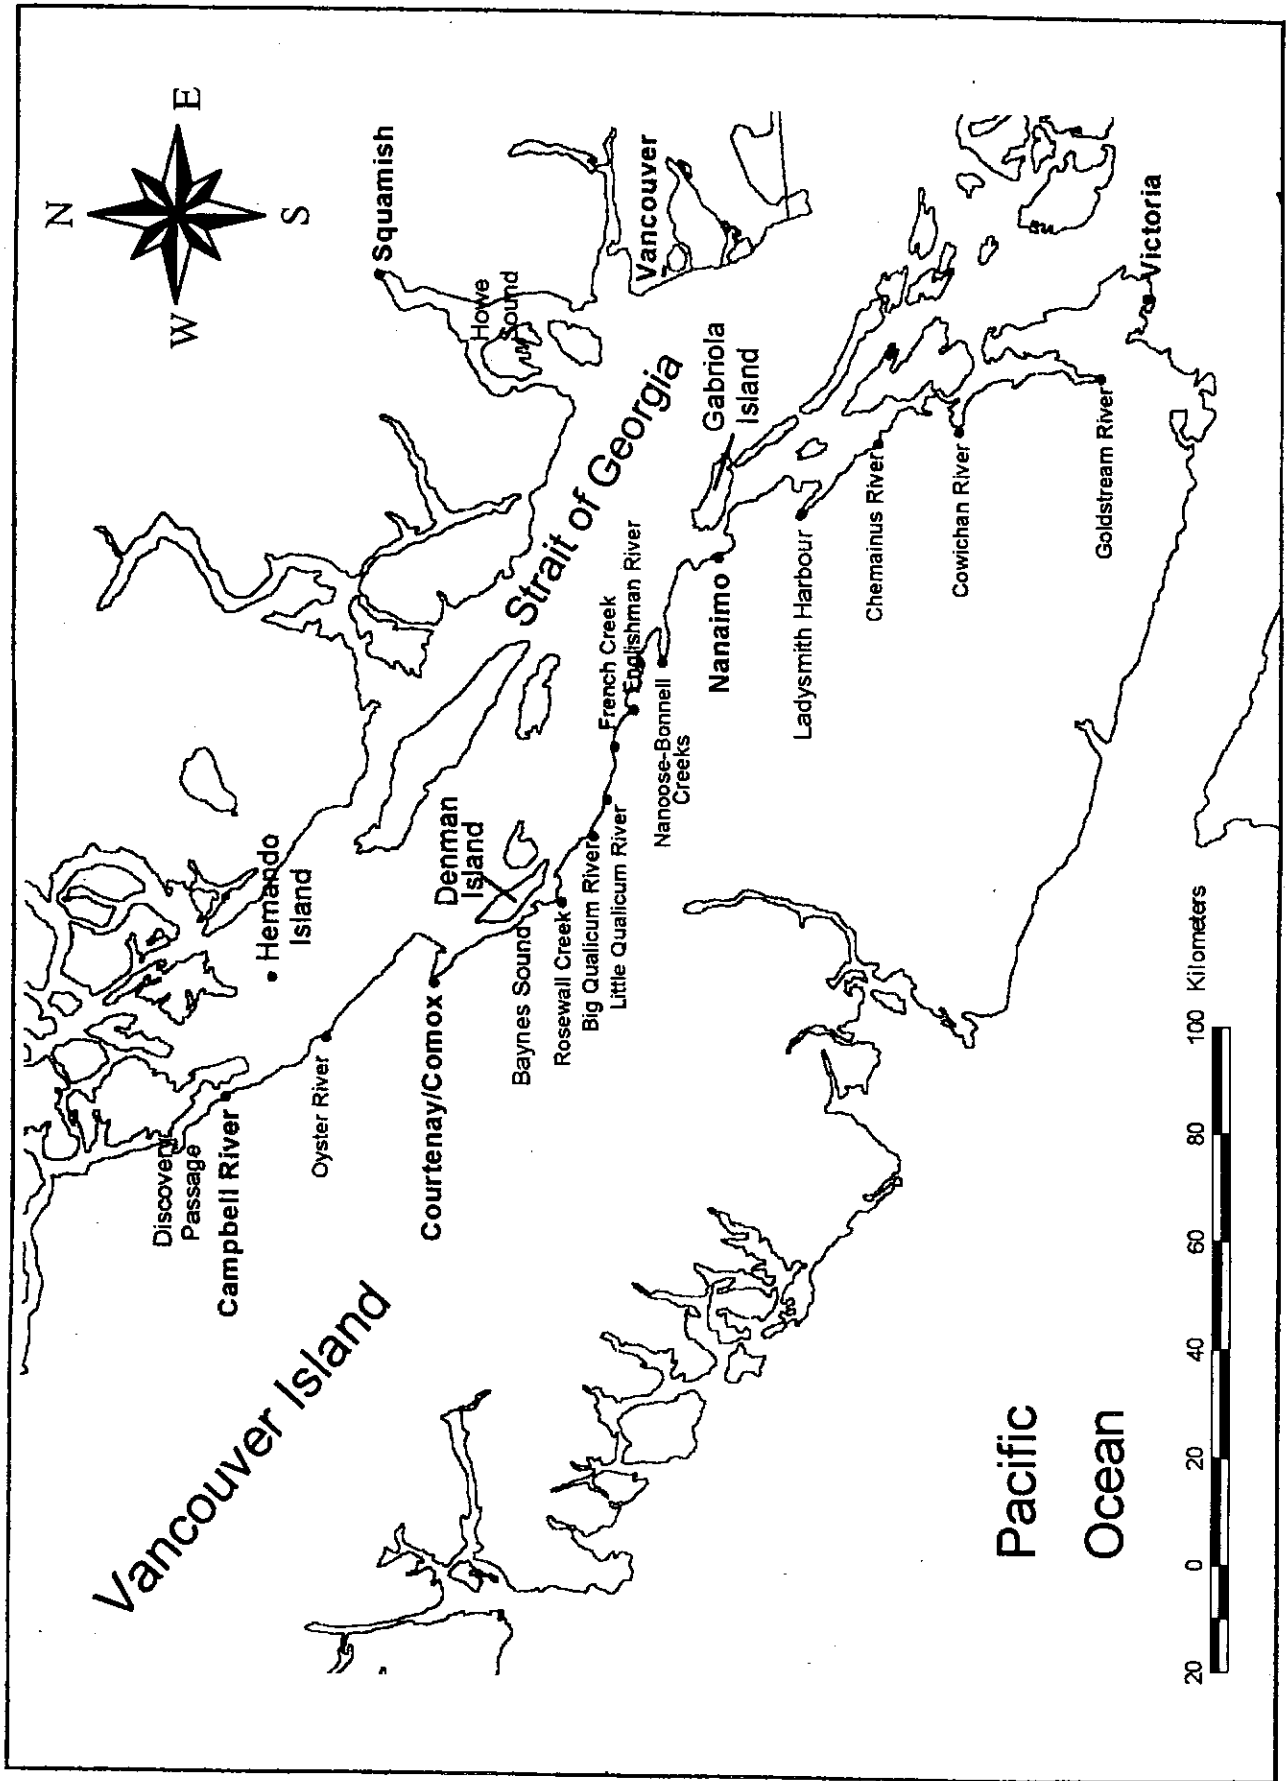 N
W
E
S
Squamish
Howe
Sound
Vancouver
Strait of Georgia
Gabriola
Island
Victoria
Hernando
Island
Discovery
Passage
Campbell River
Oyster River
Courtenay/Comox
Denman
Island
Baynes Sound
Rosewall Creek
Big Qualicum River
Little Qualicum River
French Creek
Englishman River
Nanoose-Bonnell
Creeks
Nanaimo
Ladysmith Harbour
Chemainus River
Cowichan River
Goldstream River
Vancouver Island
Pacific
Ocean
20 0 20 40 60 80 100 Kilometers